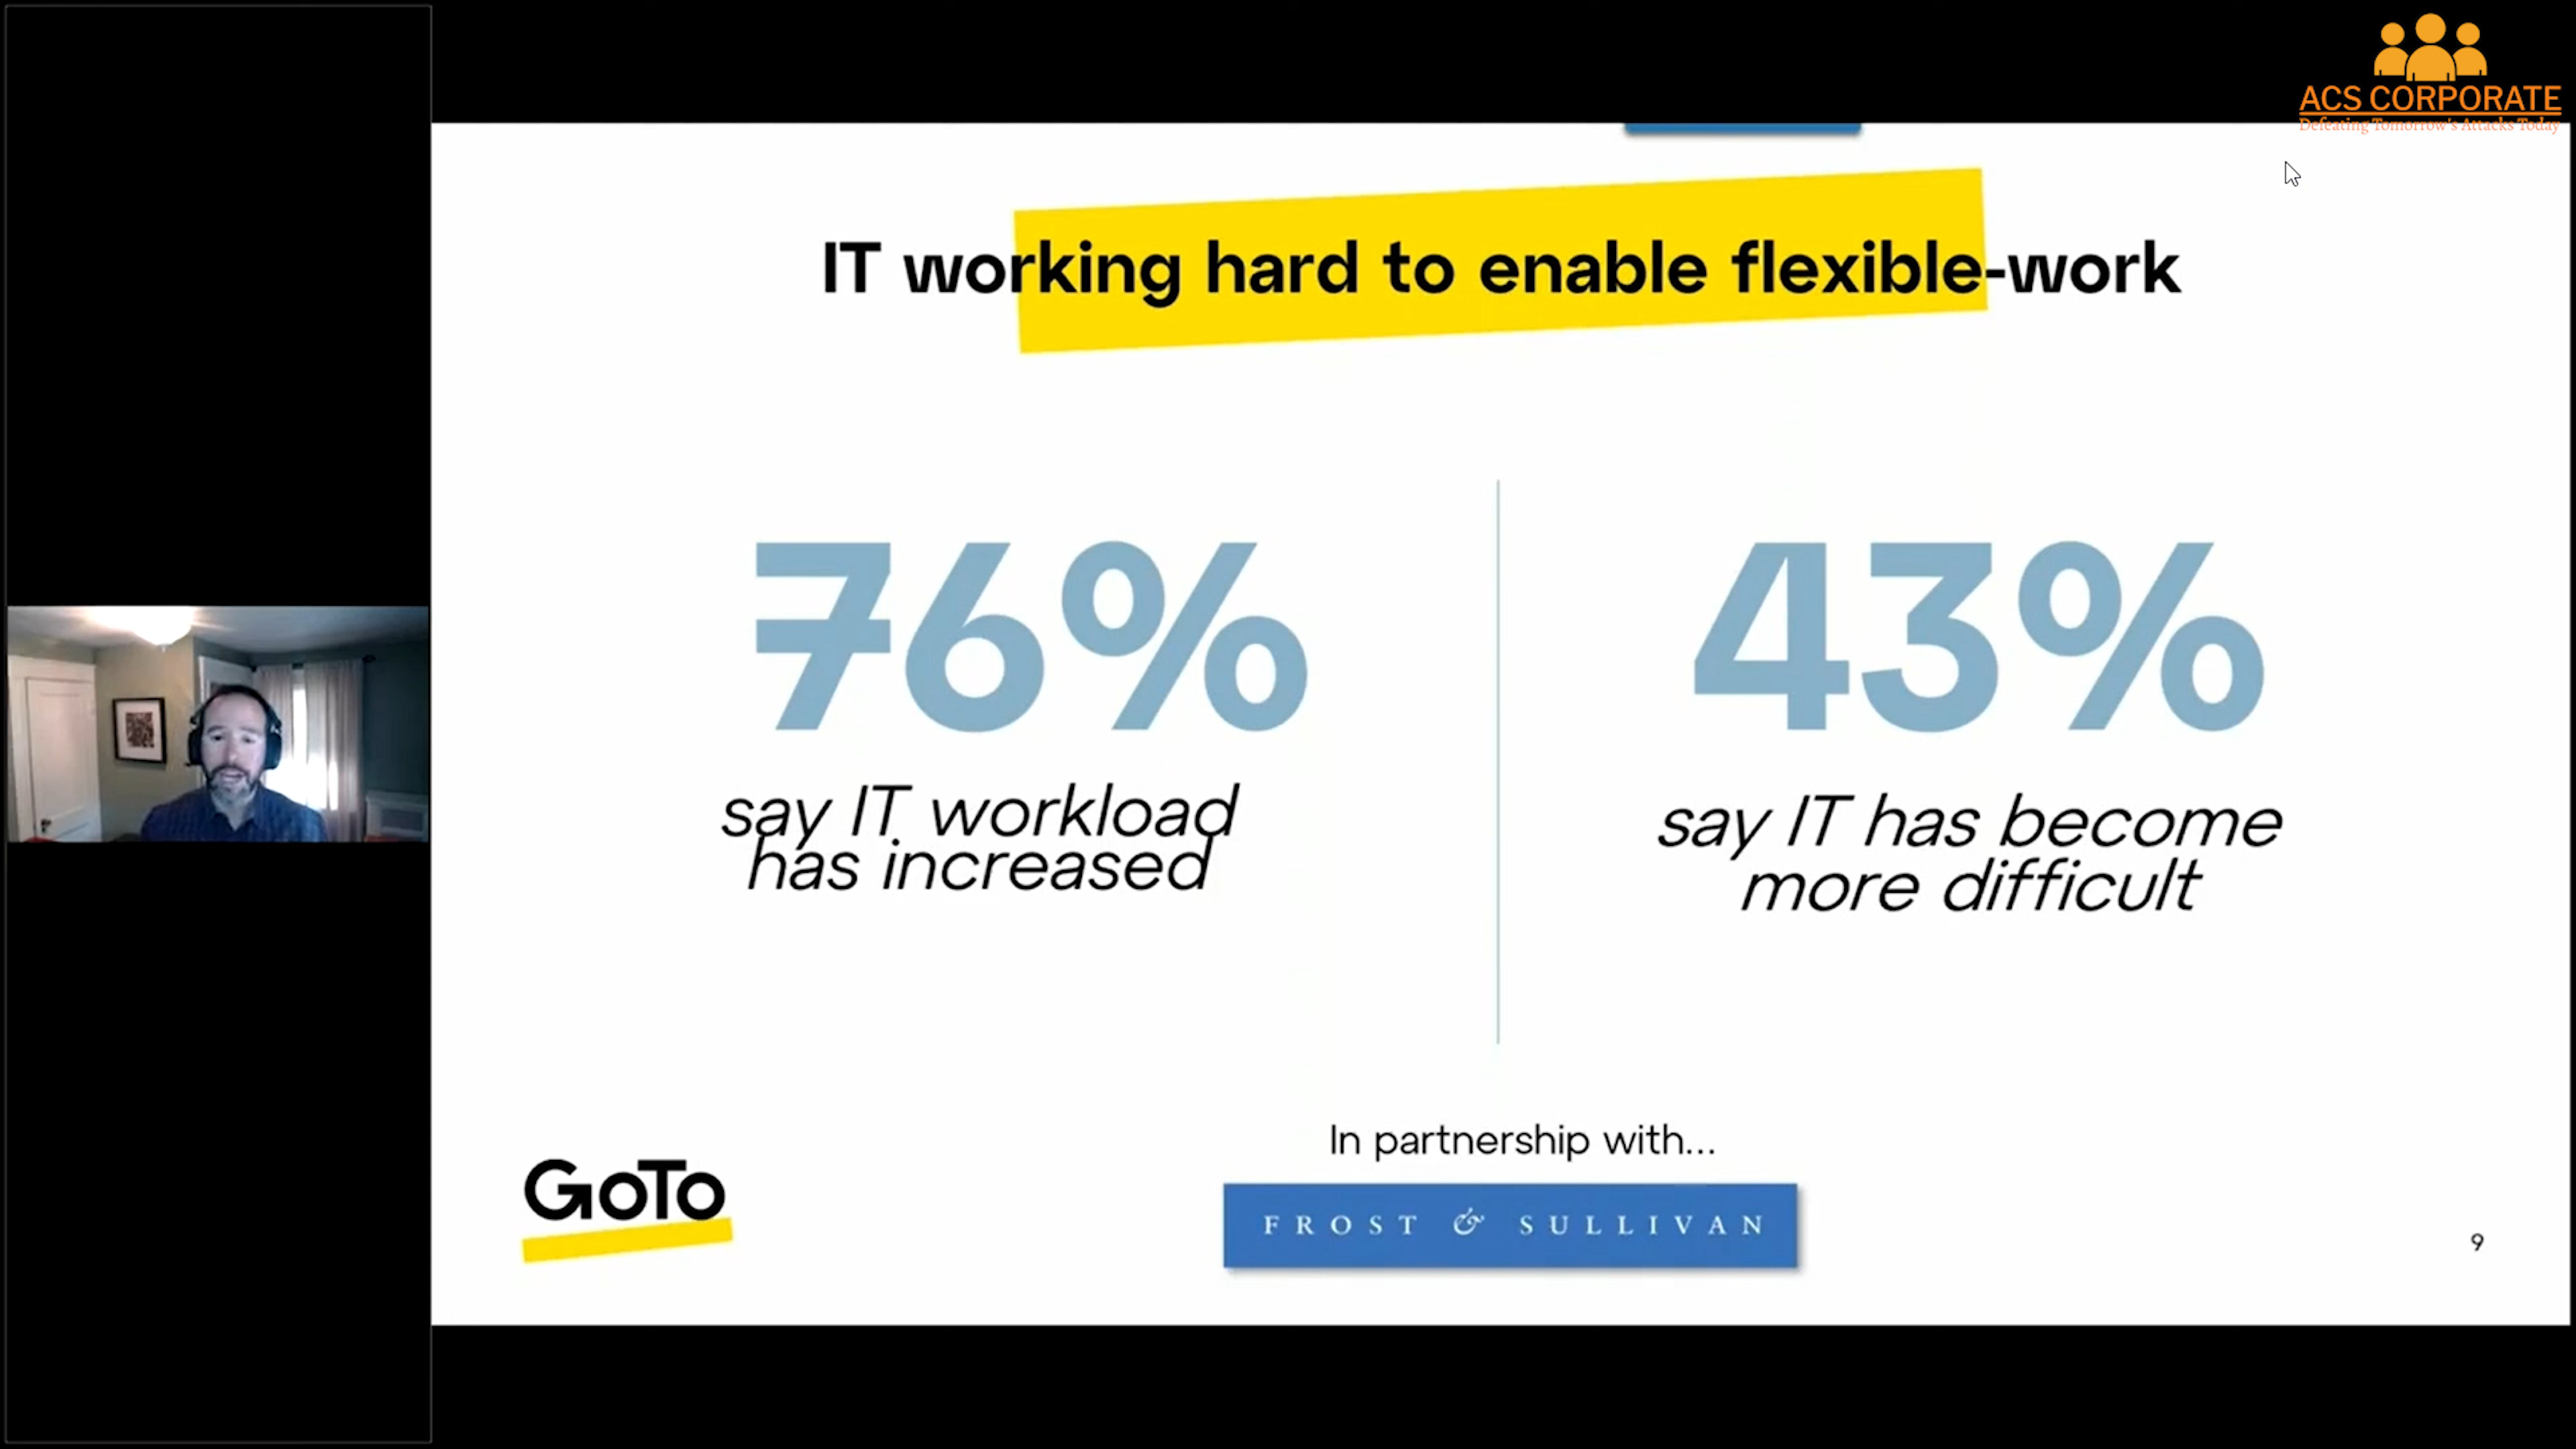 ACS CORPORATE
Defeating Tomorrow's Attacks Today
IT working hard to enable flexible-work
76%
say IT workload
has increased
43%
say IT has become
more difficult
In partnership with...
GoTo
FROST & SULLIVAN
9